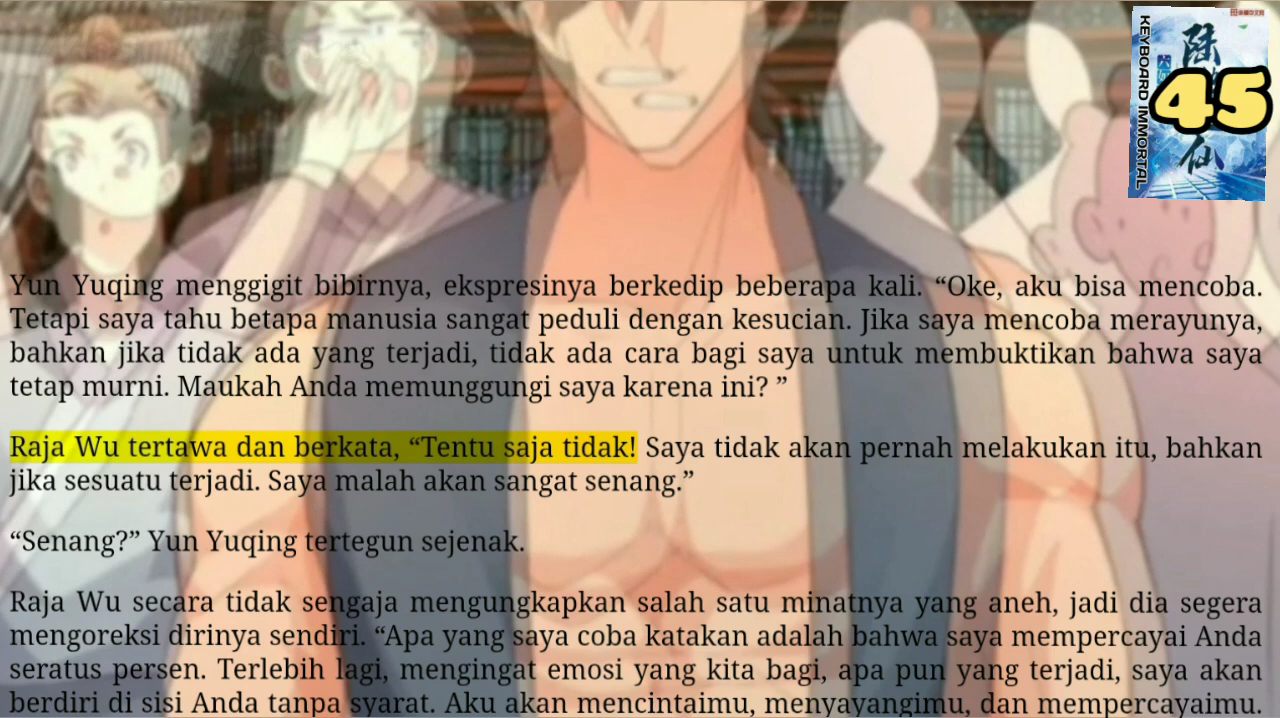 陆
仙
KEYBOARD IMMORTAL
45
Yun Yuqing menggigit bibirnya, ekspresinya berkedip beberapa kali. “Oke, aku bisa mencoba.
Tetapi saya tahu betapa manusia sangat peduli dengan kesucian. Jika saya mencoba merayunya,
bahkan jika tidak ada yang terjadi, tidak ada cara bagi saya untuk membuktikan bahwa saya
tetap murni. Maukah Anda memunggungi saya karena ini? ”
Raja Wu tertawa dan berkata, “Tentu saja tidak! Saya tidak akan pernah melakukan itu, bahkan
jika sesuatu terjadi. Saya malah akan sangat senang.”
“Senang?” Yun Yuqing tertegun sejenak.
Raja Wu secara tidak sengaja mengungkapkan salah satu minatnya yang aneh, jadi dia segera
mengoreksi dirinya sendiri. “Apa yang saya coba katakan adalah bahwa saya mempercayai Anda
seratus persen. Terlebih lagi, mengingat emosi yang kita bagi, apa pun yang terjadi, saya akan
berdiri di sisi Anda tanpa syarat. Aku akan mencintaimu, menyayangimu, dan mempercayaimu.